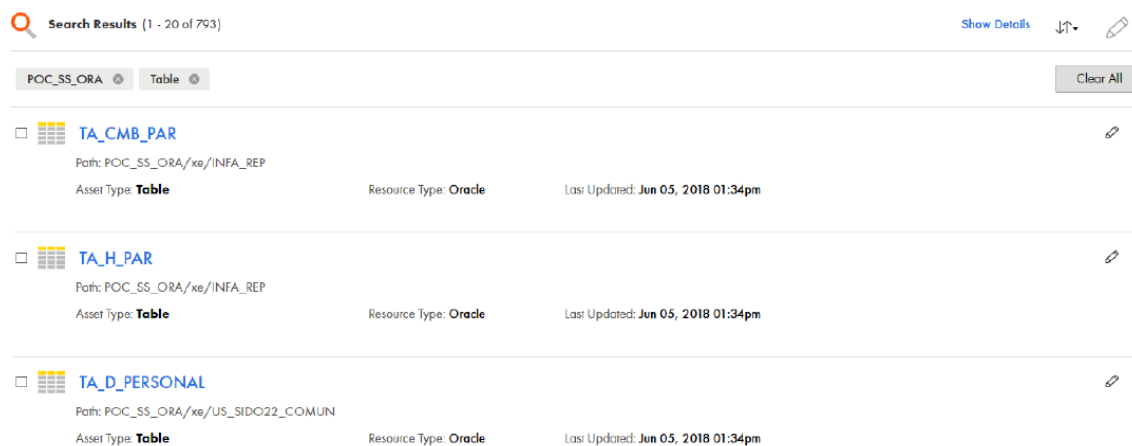 Search Results (1 - 20 of 793) Show Details
POC_SS_ORA Table Clear All
TA_CMB_PAR
Path: POC_SS_ORA/xe/INFA_REP
Asset Type: Table Resource Type: Oracle Last Updated: Jun 05, 2018 01:34pm
TA_H_PAR
Path: POC_SS_ORA/xe/INFA_REP
Asset Type: Table Resource Type: Oracle Last Updated: Jun 05, 2018 01:34pm
TA_D_PERSONAL
Path: POC_SS_ORA/xe/US_SIDO22_COMUN
Asset Type: Table Resource Type: Oracle Last Updated: Jun 05, 2018 01:34pm